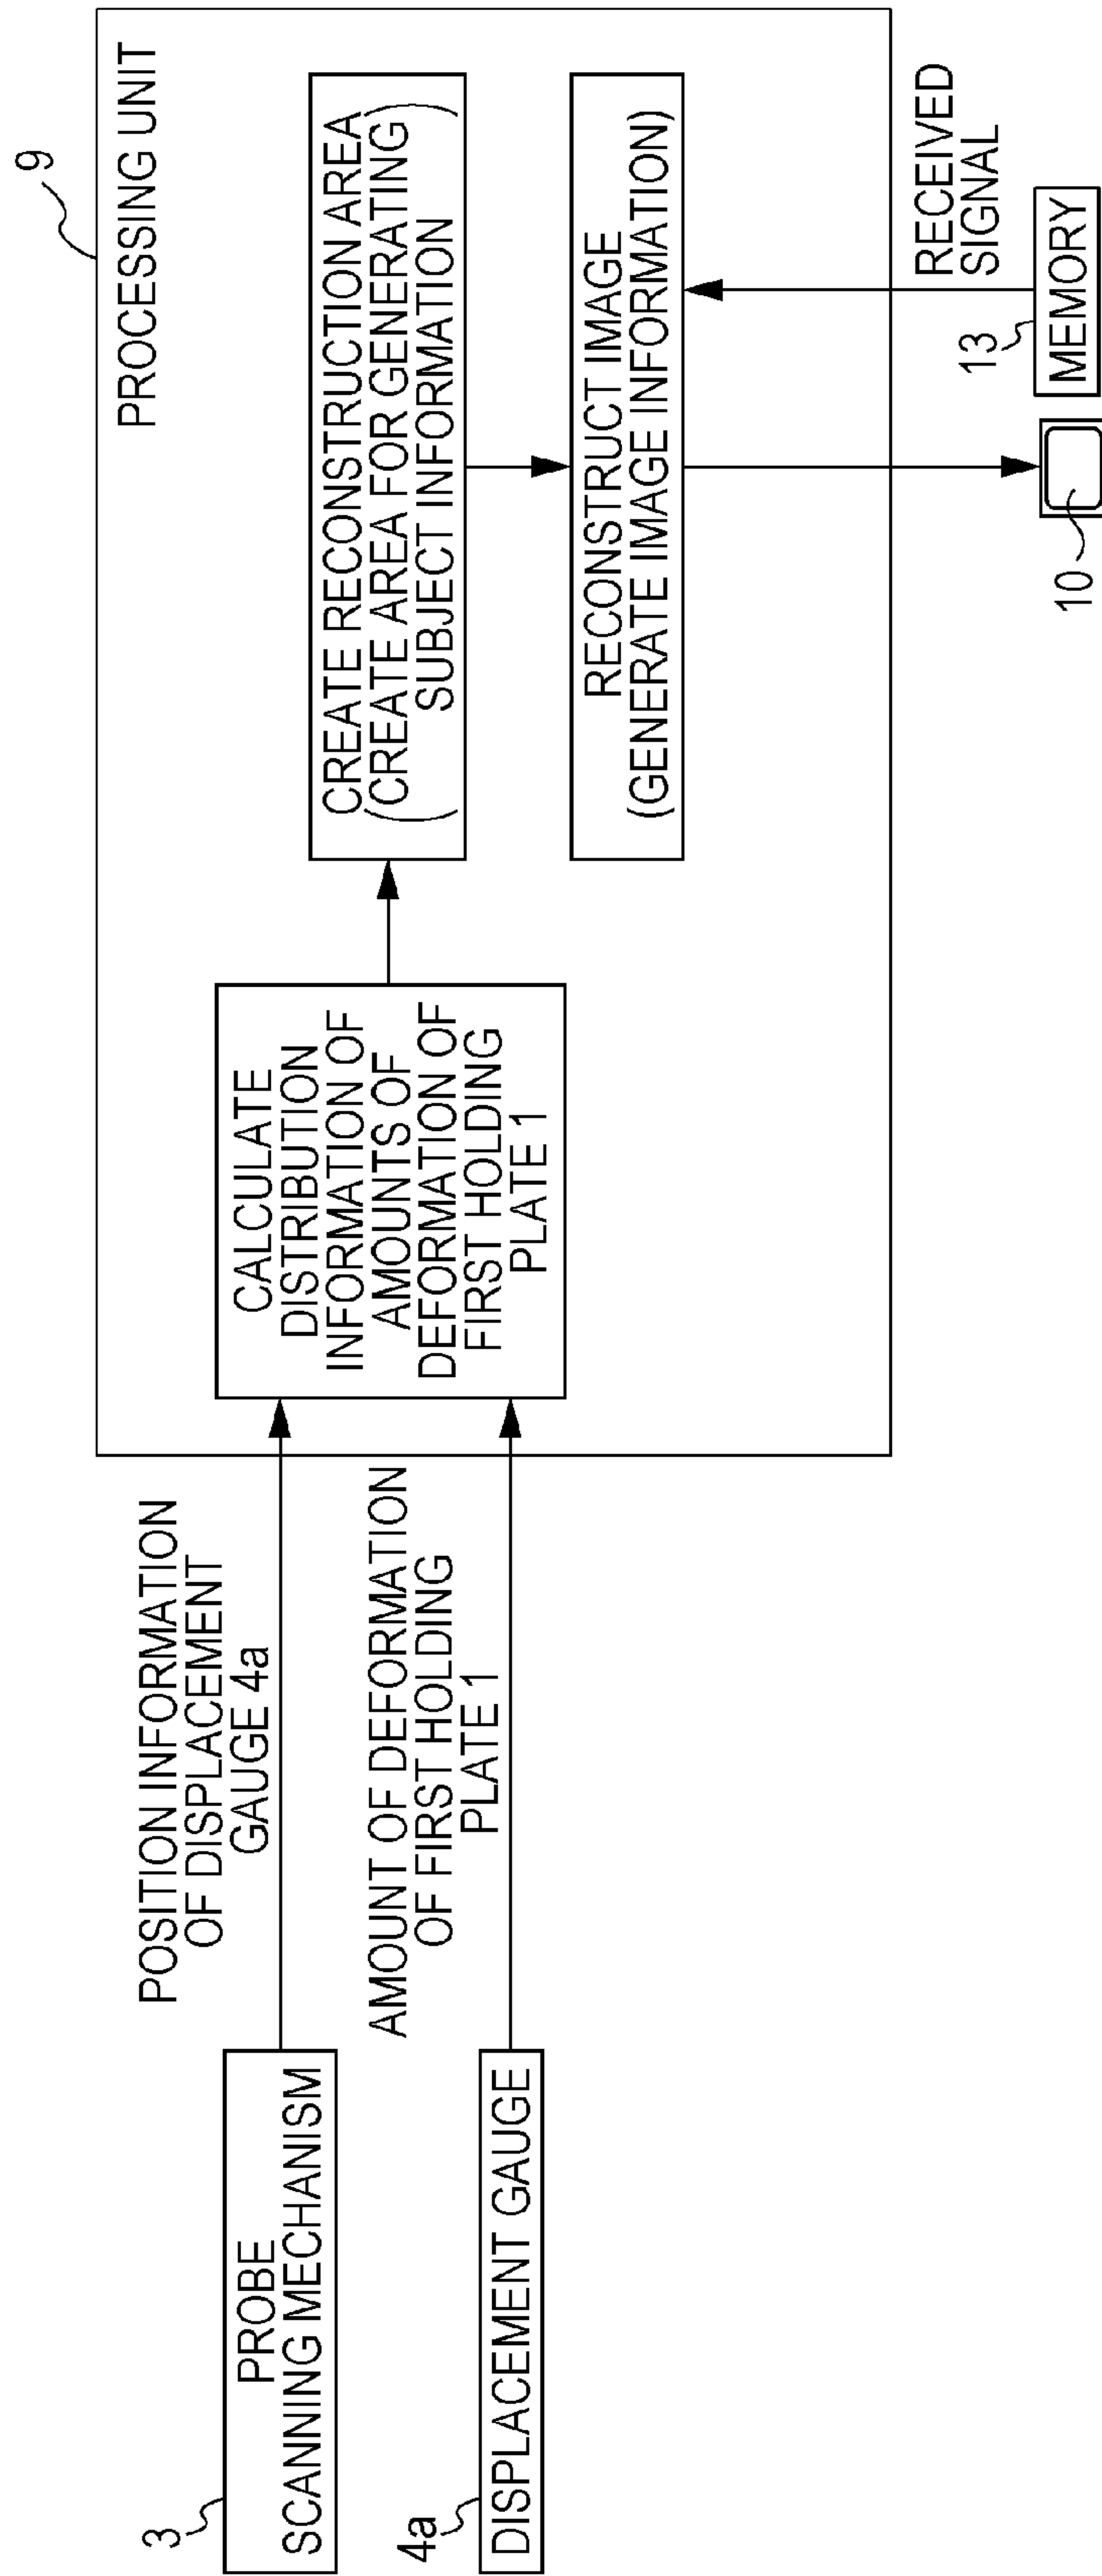 9
PROCESSING UNIT
3
PROBE
SCANNING MECHANISM
POSITION INFORMATION
OF DISPLACEMENT
GAUGE 4a
4a
DISPLACEMENT GAUGE
AMOUNT OF DEFORMATION
OF FIRST HOLDING
PLATE 1
CALCULATE
DISTRIBUTION
INFORMATION OF
AMOUNTS OF
DEFORMATION OF
FIRST HOLDING
PLATE 1
CREATE RECONSTRUCTION AREA
(CREATE AREA FOR GENERATING
SUBJECT INFORMATION)
RECONSTRUCT IMAGE
(GENERATE IMAGE INFORMATION)
RECEIVED
SIGNAL
10
13
MEMORY